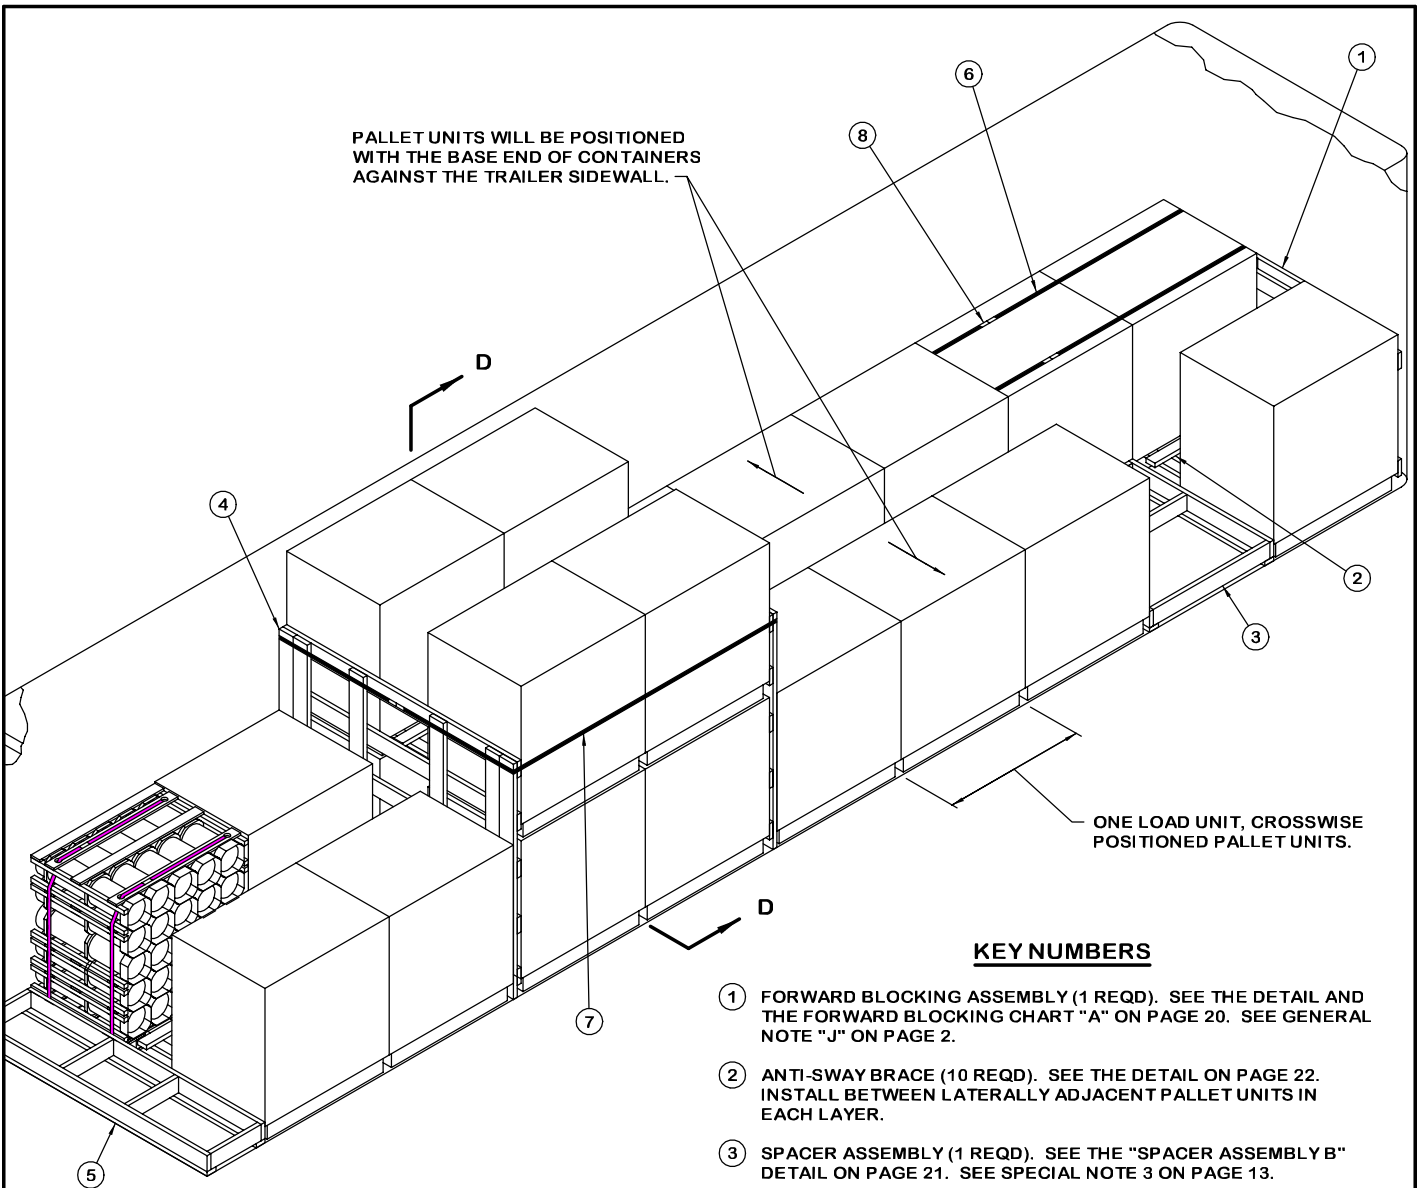 1
6
8
PALLET UNITS WILL BE POSITIONED
WITH THE BASE END OF CONTAINERS
AGAINST THE TRAILER SIDEWALL.
D
4
2
3
ONE LOAD UNIT, CROSSWISE
POSITIONED PALLET UNITS.
D
7
5
KEY NUMBERS
1 FORWARD BLOCKING ASSEMBLY (1 REQD). SEE THE DETAIL AND
THE FORWARD BLOCKING CHART "A" ON PAGE 20. SEE GENERAL
NOTE "J" ON PAGE 2.
2 ANTI-SWAY BRACE (10 REQD). SEE THE DETAIL ON PAGE 22.
INSTALL BETWEEN LATERALLY ADJACENT PALLET UNITS IN
EACH LAYER.
3 SPACER ASSEMBLY (1 REQD). SEE THE "SPACER ASSEMBLY B"
DETAIL ON PAGE 21. SEE SPECIAL NOTE 3 ON PAGE 13.